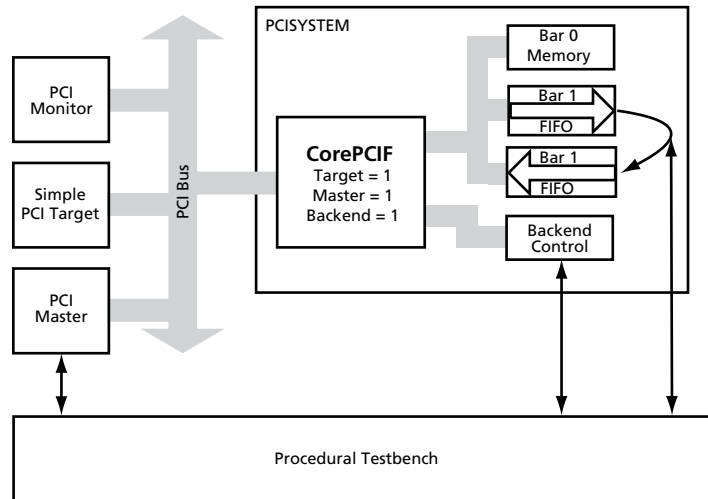 PCISYSTEM
PCI
Monitor
Simple
PCI Target
PCI
Master
PCI Bus
CorePCIF
Target = 1
Master = 1
Backend = 1
Bar 0
Memory
Bar 1
FIFO
Bar 1
FIFO
Backend
Control
Procedural Testbench